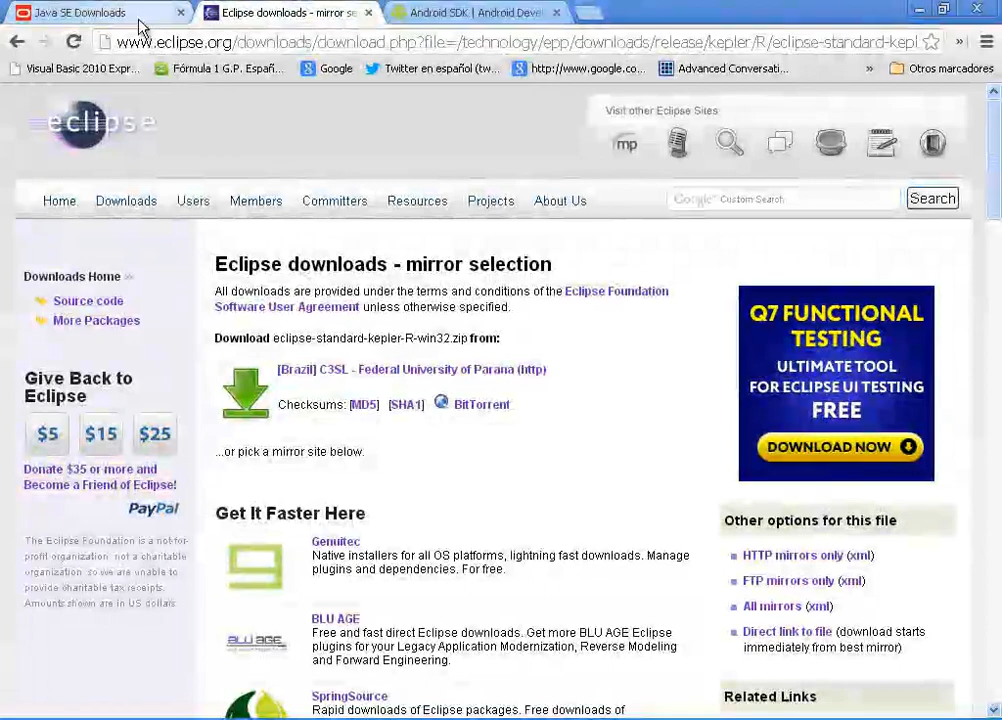 Java SE Downloads
Eclipse downloads - mirror se
Android SDK | Android Devel
www.eclipse.org/downloads/download.php?file=/technology/epp/downloads/release/kepler/R/eclipse-standard-kepl
Visual Basic 2010 Expr... Fórmula 1 G.P. Españ... Google Twitter en español (tw... http://www.google.co... Advanced Conversati... » Otros marcadores
eclipse
Visit other Eclipse Sites
mp
Home Downloads Users Members Committers Resources Projects About Us
Google™ Custom Search Search
Downloads Home »
Source code
More Packages
Give Back to
Eclipse
$5 $15 $25
Donate $35 or more and
Become a Friend of Eclipse!
PayPal
The Eclipse Foundation is a not-for-
profit organization, not a charitable
organization, so we are unable to
provide charitable tax receipts.
Amounts shown are in US dollars
Eclipse downloads - mirror selection
All downloads are provided under the terms and conditions of the Eclipse Foundation
Software User Agreement unless otherwise specified.
Download eclipse-standard-kepler-R-win32.zip from:
[Brazil] C3SL - Federal University of Parana (http)
Checksums: [MD5] [SHA1] BitTorrent
...or pick a mirror site below.
Get It Faster Here
Genuitec
Native installers for all OS platforms, lightning fast downloads. Manage
plugins and dependencies. For free.
BLU AGE
BLU AGE
Free and fast direct Eclipse downloads. Get more BLU AGE Eclipse
plugins for your Legacy Application Modernization, Reverse Modeling
and Forward Engineering.
SpringSource
Rapid downloads of Eclipse packages. Free downloads of
Q7 FUNCTIONAL
TESTING
ULTIMATE TOOL
FOR ECLIPSE UI TESTING
FREE
DOWNLOAD NOW
Other options for this file
HTTP mirrors only (xml)
FTP mirrors only (xml)
All mirrors (xml)
Direct link to file (download starts
immediately from best mirror)
Related Links